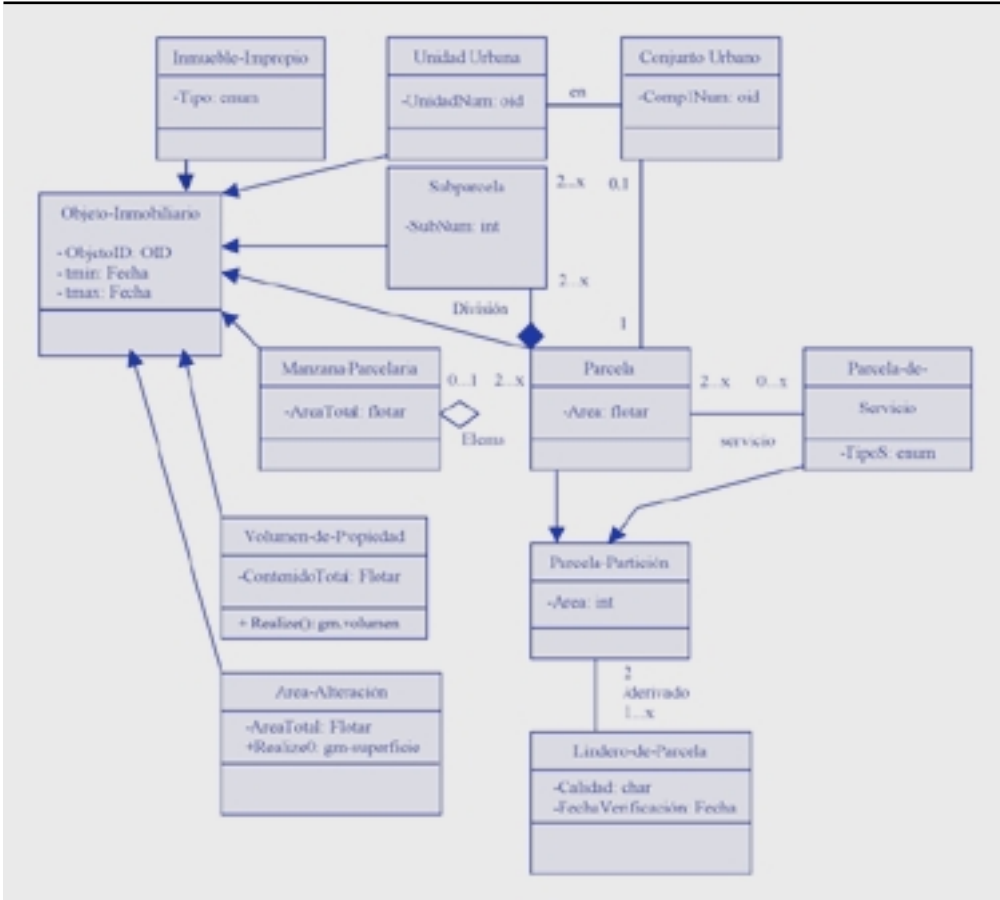 Inmueble-Impropio
-Tipo: enum
Unidad Urbana
-UnidadNum: oid
en
Conjunto Urbano
-Comp1Num: oid
Subparcela
-SubNum: int
2...x
0.1
Objeto-Inmobiliario
- ObjetoID: OID
- tmin: Fecha
- tmax: Fecha
2...x
División
1
Manzana-Parcelaria
-AreaTotal: flotar
0...1
2...x
Parcela
-Area: flotar
2...x
0...x
servicio
Parcela-de-
Servicio
-TipoS: enum
Volumen-de-Propiedad
-ContenidoTotal: Flotar
+ Realize(): gm.volumen
Parcela-Partición
-Area: int
2
/derivado
1...x
Area-Alteración
-AreaTotal: Flotar
+Realize0: gm-superficie
Lindero-de-Parcela
-Calidad: char
-FechaVerificación: Fecha